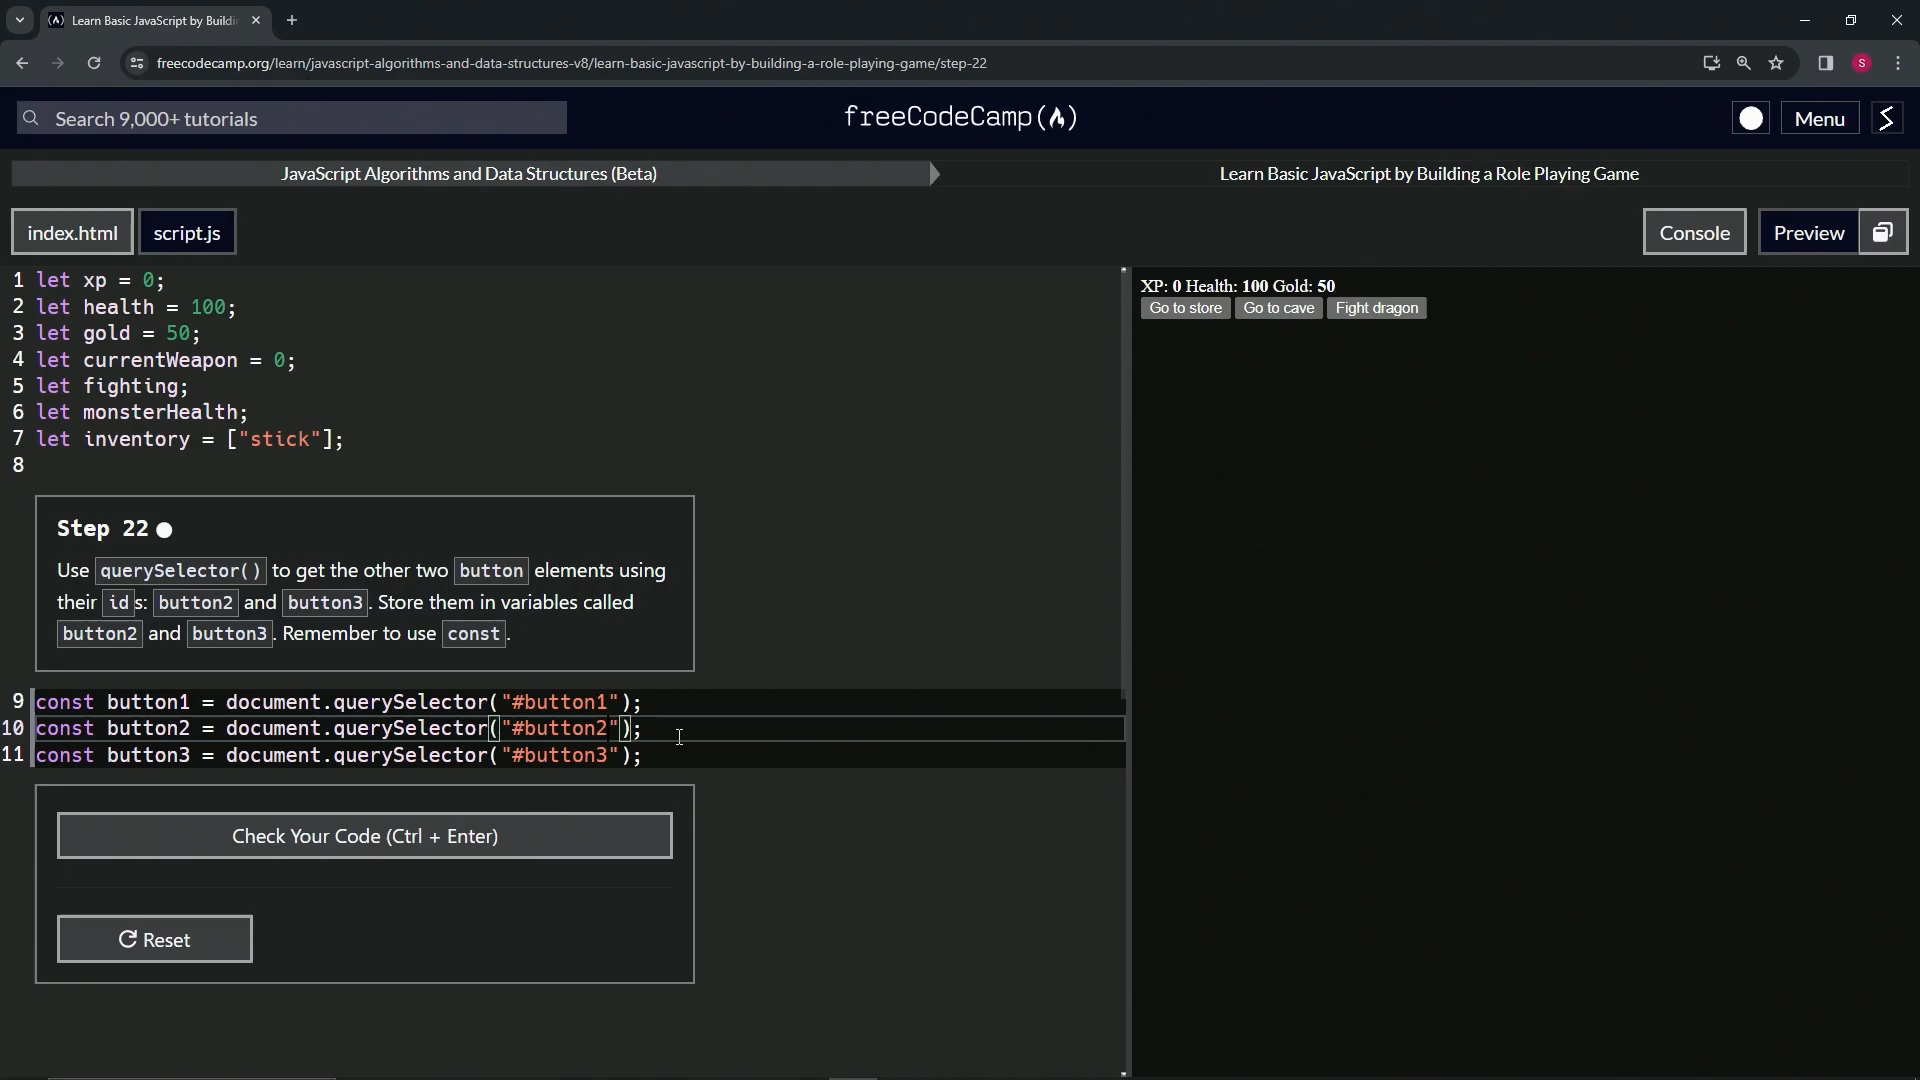 Learn Basic JavaScript by Buildi
freecodecamp.org/learn/javascript-algorithms-and-data-structures-v8/learn-basic-javascript-by-building-a-role-playing-game/step-22
S
Search 9,000+ tutorials
freeCodeCamp(🔥)
Menu
JavaScript Algorithms and Data Structures (Beta)
Learn Basic JavaScript by Building a Role Playing Game
index.html
script.js
Console
Preview
1 let xp = 0;
2 let health = 100;
3 let gold = 50;
4 let currentWeapon = 0;
5 let fighting;
6 let monsterHealth;
7 let inventory = ["stick"];
8
XP: 0 Health: 100 Gold: 50
Go to store Go to cave Fight dragon
Step 22
Use querySelector() to get the other two button elements using
their ids: button2 and button3. Store them in variables called
button2 and button3. Remember to use const.
9 const button1 = document.querySelector("#button1");
10 const button2 = document.querySelector("#button2");
11 const button3 = document.querySelector("#button3");
Check Your Code (Ctrl + Enter)
Reset